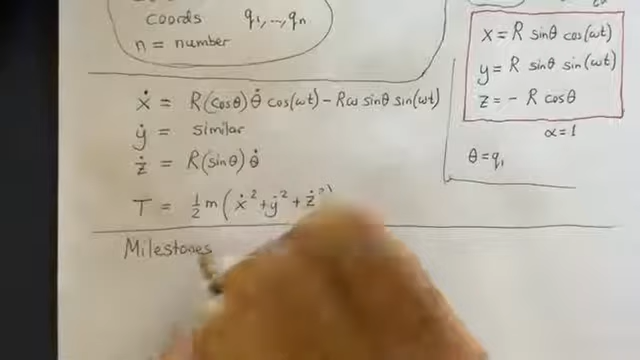 coords q₁, .., qₙ
n = number
x = R sinθ cos(ωt)
y = R sinθ sin(ωt)
z = - R cosθ
α = 1
θ = q₁
ẋ = R(cosθ)θ̇ cos(ωt) - Rω sinθ sin(ωt)
ẏ = similar
ż = R(sinθ)θ̇
T = ½ m (ẋ² + ẏ² + ż²)
Milestones